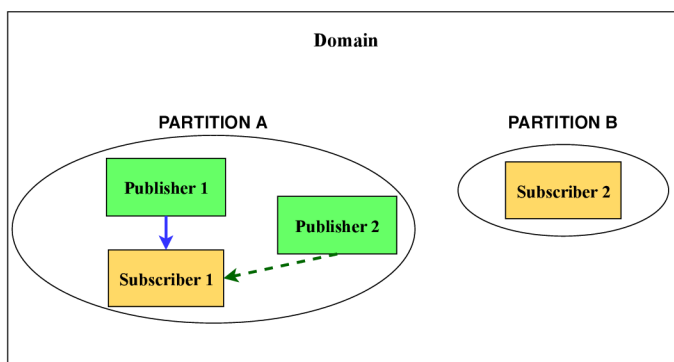 Domain
PARTITION A
PARTITION B
Publisher 1
Subscriber 2
Publisher 2
Subscriber 1